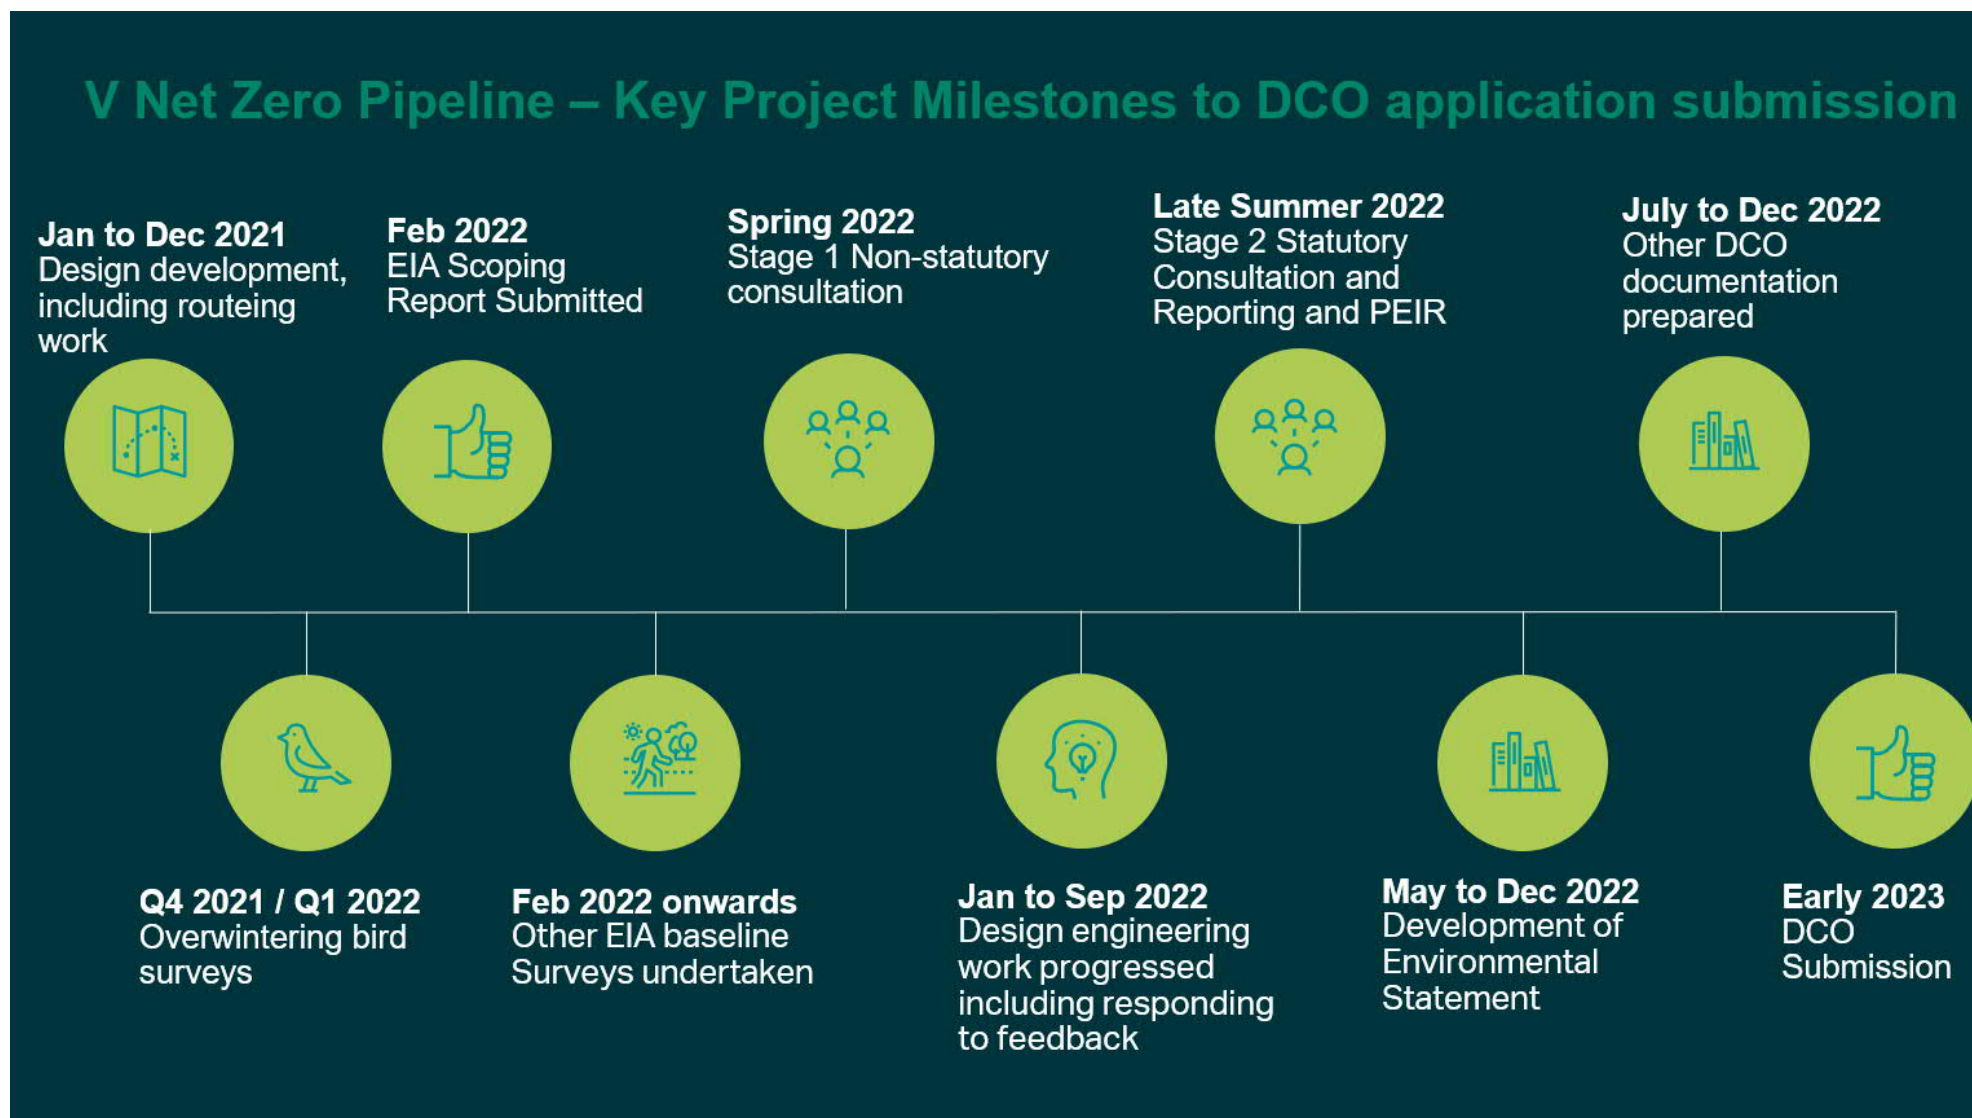 V Net Zero Pipeline – Key Project Milestones to DCO application submission
Jan to Dec 2021
Design development,
including routeing
work
Feb 2022
EIA Scoping
Report Submitted
Spring 2022
Stage 1 Non-statutory
consultation
Late Summer 2022
Stage 2 Statutory
Consultation and
Reporting and PEIR
July to Dec 2022
Other DCO
documentation
prepared
Q4 2021 / Q1 2022
Overwintering bird
surveys
Feb 2022 onwards
Other EIA baseline
Surveys undertaken
Jan to Sep 2022
Design engineering
work progressed
including responding
to feedback
May to Dec 2022
Development of
Environmental
Statement
Early 2023
DCO
Submission